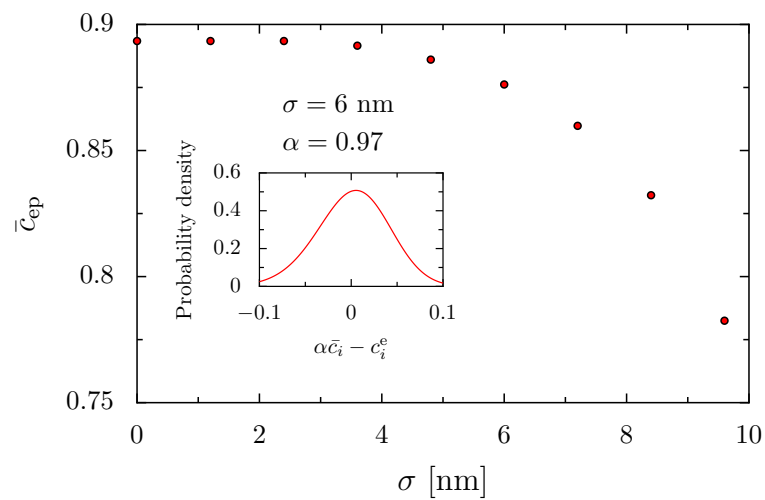 0.9
0.85
0.8
0.75
c̄ep
σ = 6 nm
α = 0.97
Probability density
0.6
0.4
0.2
0
−0.1 0 0.1
αc̄ᵢ − cᵢᵉ
0 2 4 6 8 10
σ [nm]